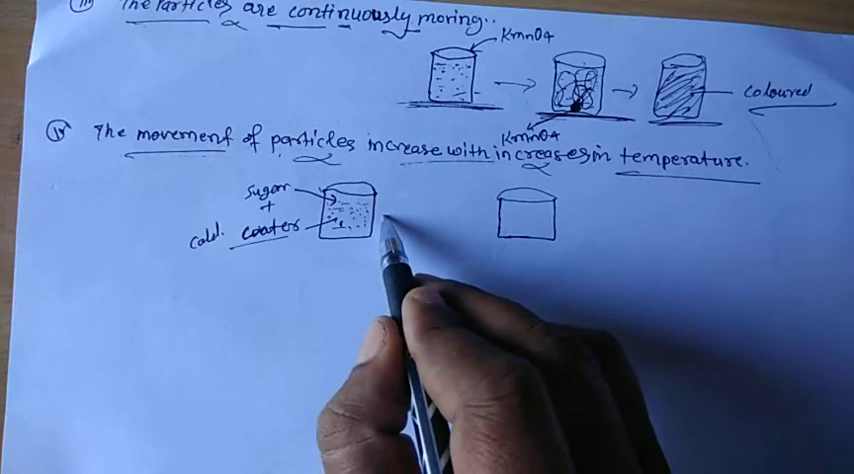 (iii) The Particles are continuously moving..
KmnO4
coloured
KmnO4
(iv) The movement of particles increase with increases in temperature.
sugar
+
cold. water